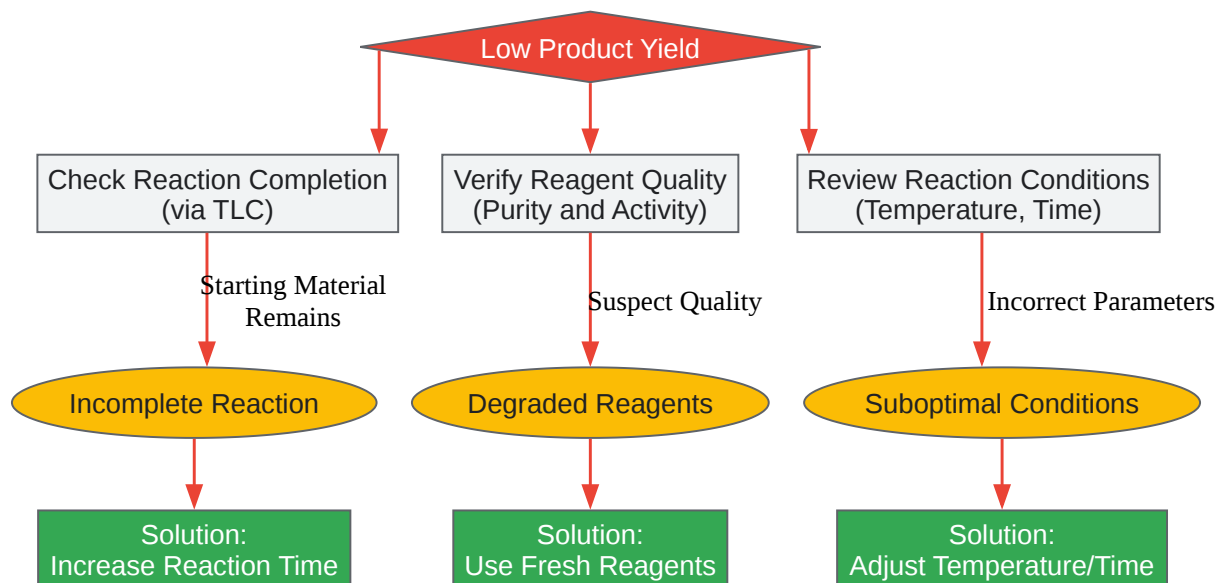 Low Product Yield
Check Reaction Completion
(via TLC)
Verify Reagent Quality
(Purity and Activity)
Review Reaction Conditions
(Temperature, Time)
Starting Material
Remains
Suspect Quality
Incorrect Parameters
Incomplete Reaction
Degraded Reagents
Suboptimal Conditions
Solution:
Increase Reaction Time
Solution:
Use Fresh Reagents
Solution:
Adjust Temperature/Time